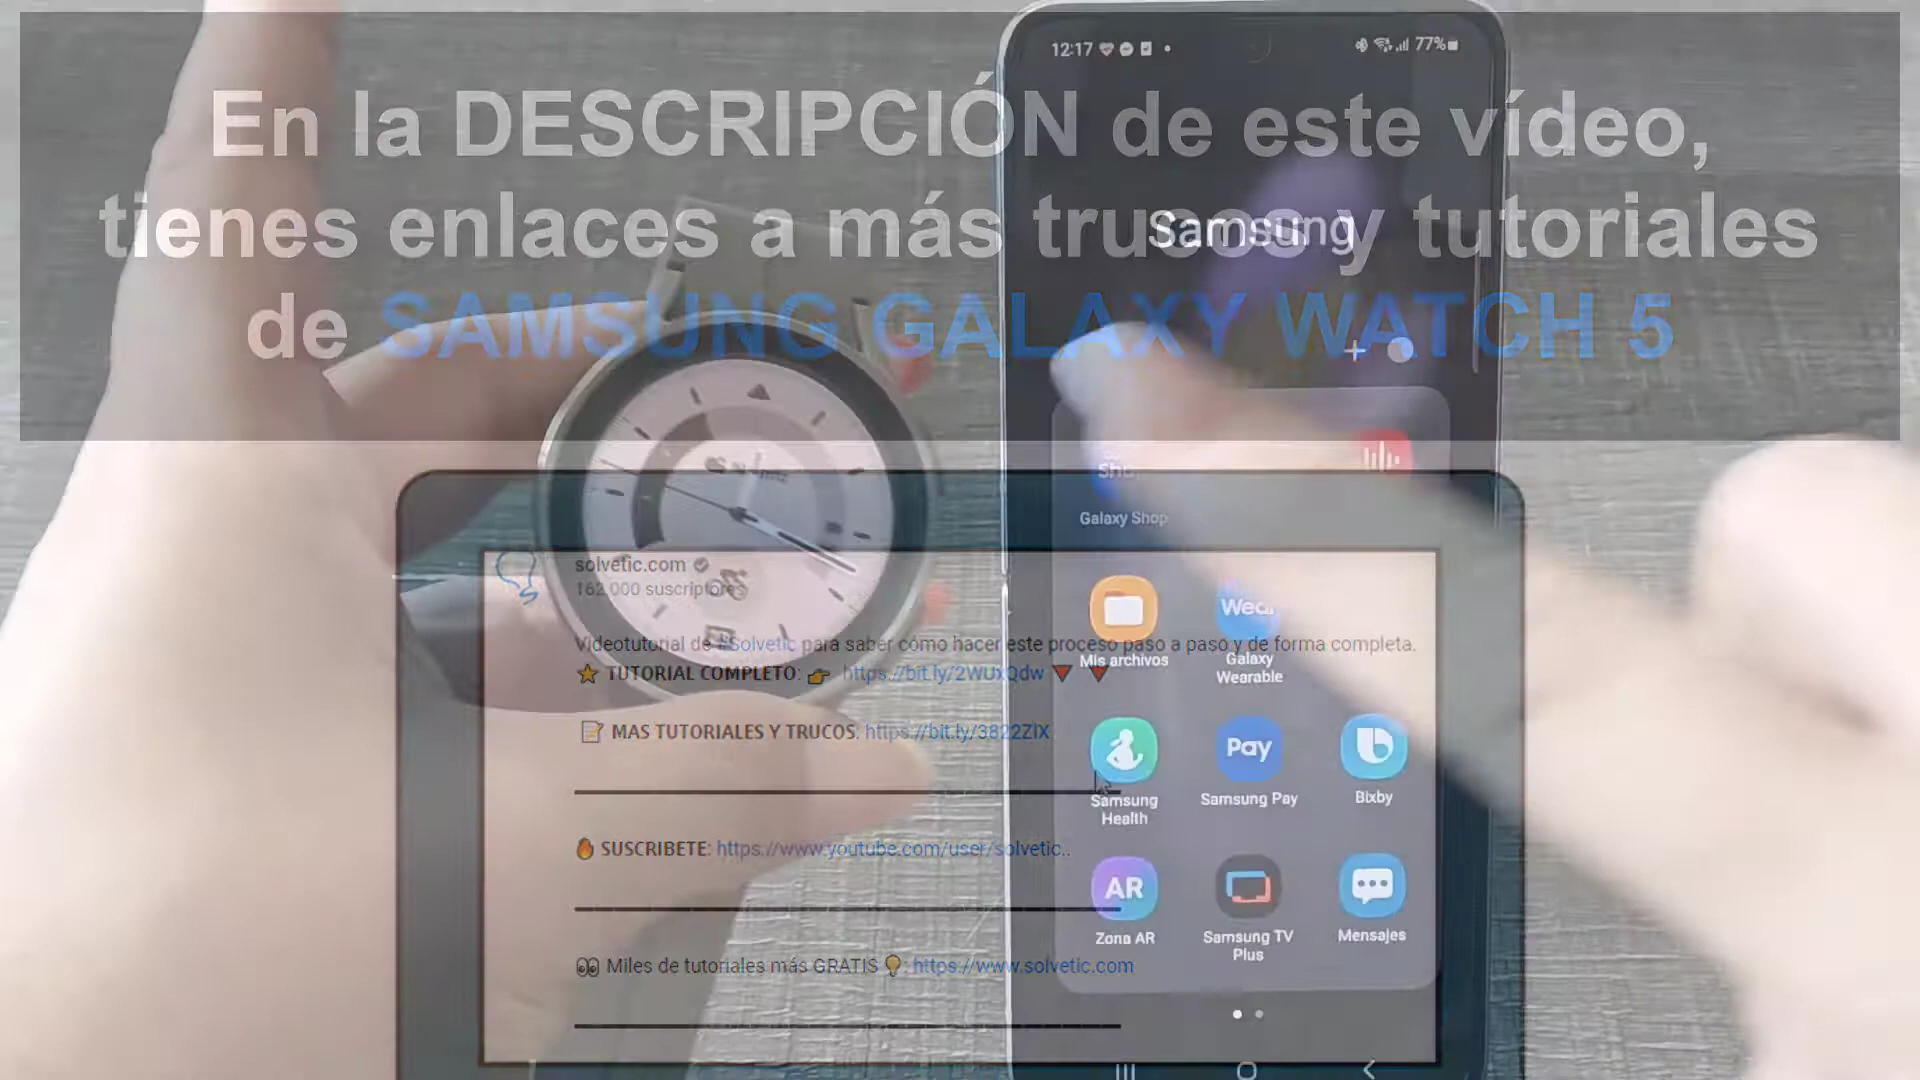 En la DESCRIPCIÓN de este vídeo,
tienes enlaces a más trucos y tutoriales
de SAMSUNG GALAXY WATCH 5
12:17
77%
Samsung
Galaxy Shop
Mis archivos
Galaxy
Wearable
Samsung
Health
Pay
Samsung Pay
Bixby
AR
Zona AR
Samsung TV
Plus
Mensajes
solvetic.com
162.000 suscriptores
Videotutorial de #Solvetic para saber cómo hacer este proceso paso a paso y de forma completa.
TUTORIAL COMPLETO: https://bit.ly/2WUxQdw
MAS TUTORIALES Y TRUCOS: https://bit.ly/3822ZlX
SUSCRIBETE: https://www.youtube.com/user/solvetic..
Miles de tutoriales más GRATIS : https://www.solvetic.com